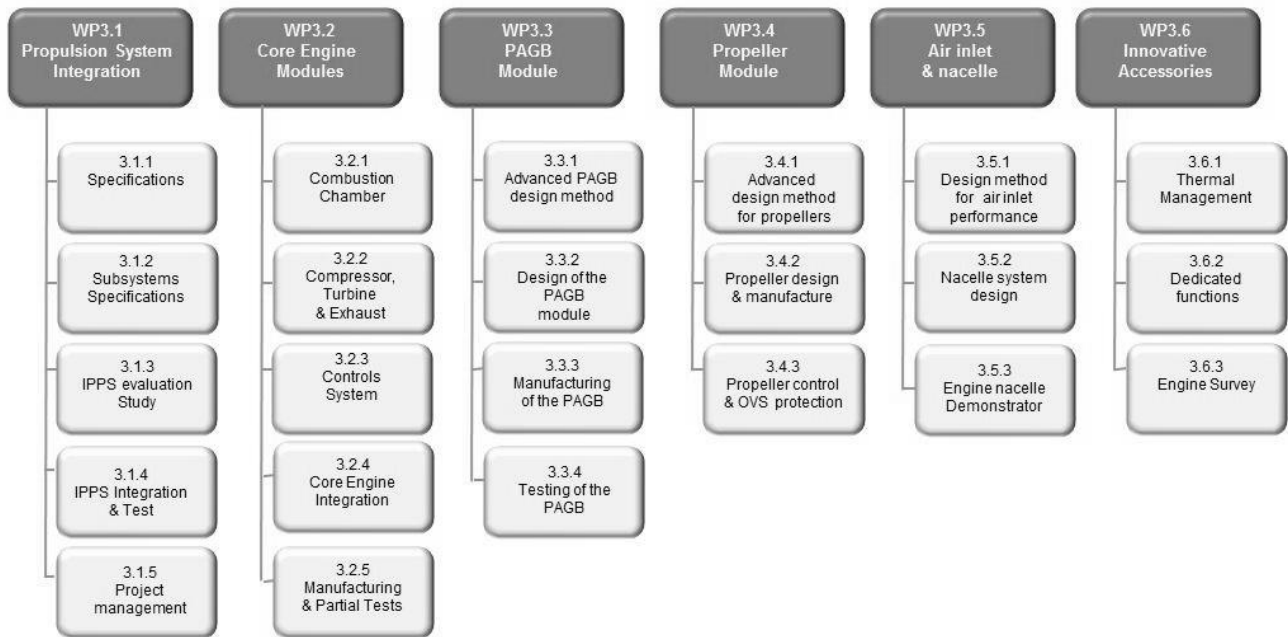 WP3.1
Propulsion System
Integration
3.1.1
Specifications
3.1.2
Subsystems
Specifications
3.1.3
IPPS evaluation
Study
3.1.4
IPPS Integration
& Test
3.1.5
Project
management
WP3.2
Core Engine
Modules
3.2.1
Combustion
Chamber
3.2.2
Compressor,
Turbine
& Exhaust
3.2.3
Controls
System
3.2.4
Core Engine
Integration
3.2.5
Manufacturing
& Partial Tests
WP3.3
PAGB
Module
3.3.1
Advanced PAGB
design method
3.3.2
Design of the
PAGB
module
3.3.3
Manufacturing
of the PAGB
3.3.4
Testing of the
PAGB
WP3.4
Propeller
Module
3.4.1
Advanced
design method
for propellers
3.4.2
Propeller design
& manufacture
3.4.3
Propeller control
& OVS protection
WP3.5
Air inlet
& nacelle
3.5.1
Design method
for air inlet
performance
3.5.2
Nacelle system
design
3.5.3
Engine nacelle
Demonstrator
WP3.6
Innovative
Accessories
3.6.1
Thermal
Management
3.6.2
Dedicated
functions
3.6.3
Engine Survey